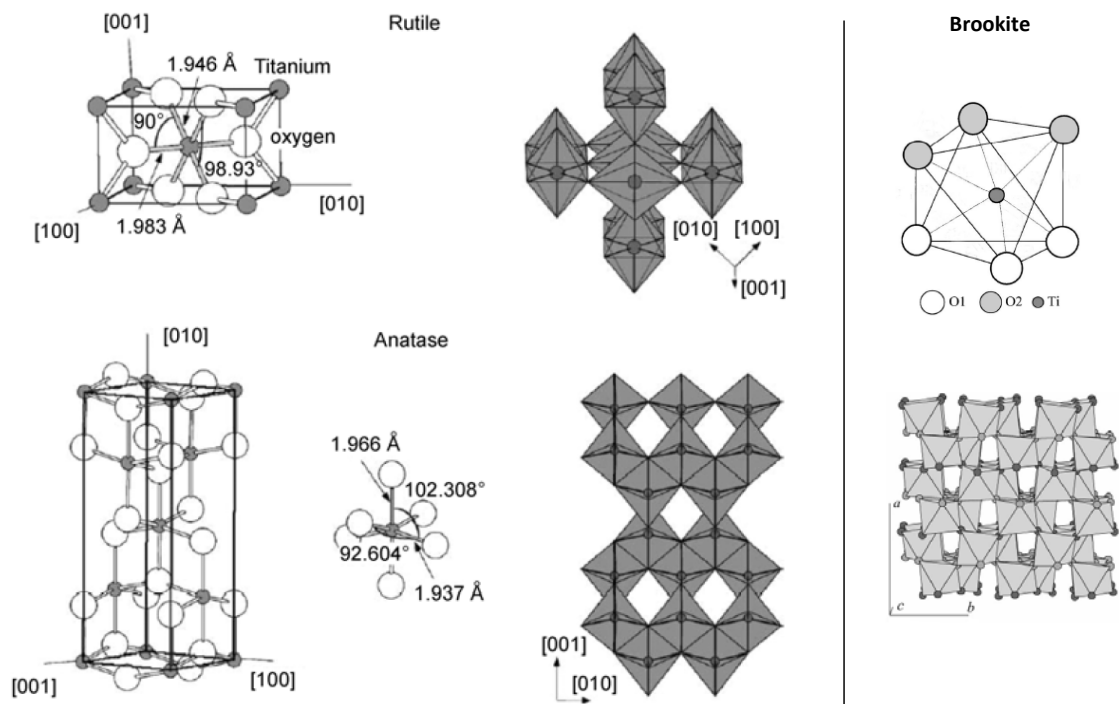 Rutile
[001]
1.946 Å
Titanium
90°
oxygen
98.93°
[010]
[100]
1.983 Å
[010]
[100]
[001]
Anatase
[010]
1.966 Å
102.308°
92.604°
1.937 Å
[001]
[100]
[001]
[010]
Brookite
O1 O2 Ti
a
c
b